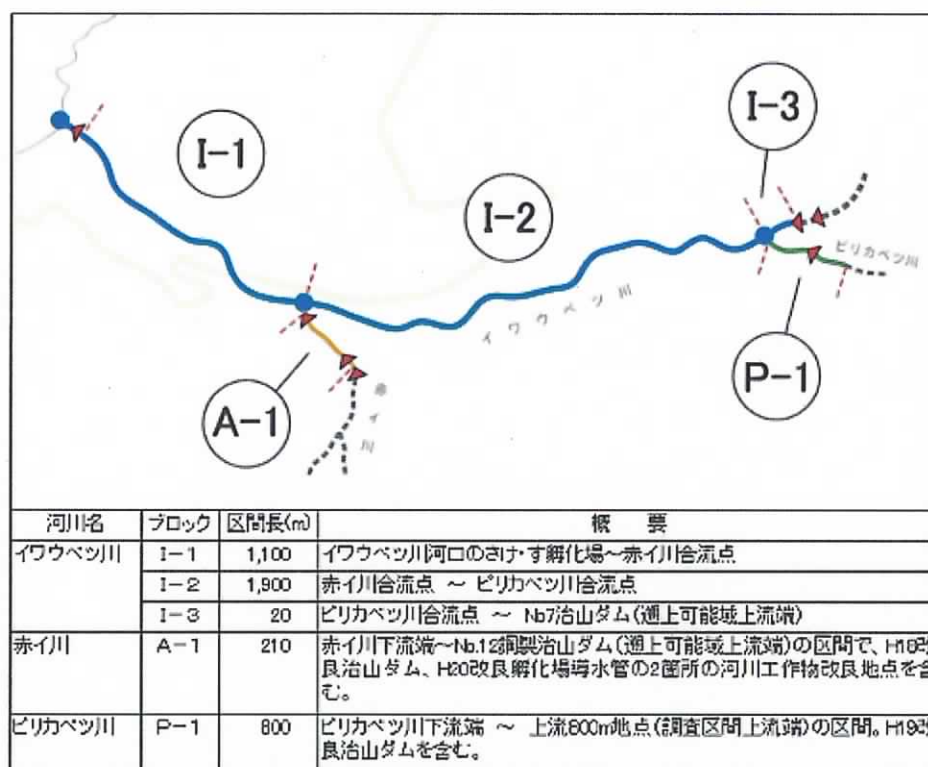 I-1
I-2
I-3
ピリカベツ川
イワウベツ川
P-1
A-1
赤イ川
河川名 ブロック 区間長(m) 概 要
イワウベツ川 I-1 1,100 イワウベツ川河口のさけ・ます孵化場～赤イ川合流点
I-2 1,900 赤イ川合流点 ～ ピリカベツ川合流点
I-3 20 ピリカベツ川合流点 ～ No7治山ダム(遡上可能域上流端)
赤イ川 A-1 210 赤イ川下流端～No.12鋼製治山ダム(遡上可能域上流端)の区間で、H18改
良治山ダム、H20改良孵化場導水管の2箇所の河川工作物改良地点を含
む。
ピリカベツ川 P-1 800 ピリカベツ川下流端 ～ 上流800m地点(調査区間上流端)の区間。H19改
良治山ダムを含む。